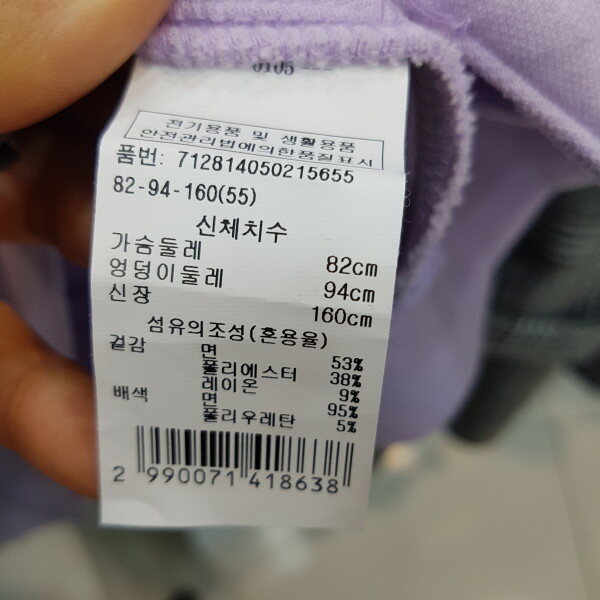 전기용품 및 생활용품
안전관리법에의한품질표시
품번: 712814050215655
82-94-160(55)
신체치수
가슴둘레 82cm
엉덩이둘레 94cm
신장 160cm
섬유의조성(혼용율)
겉감 면 53%
폴리에스터 38%
레이온 9%
배색 면 95%
폴리우레탄 5%
2 990071 418638